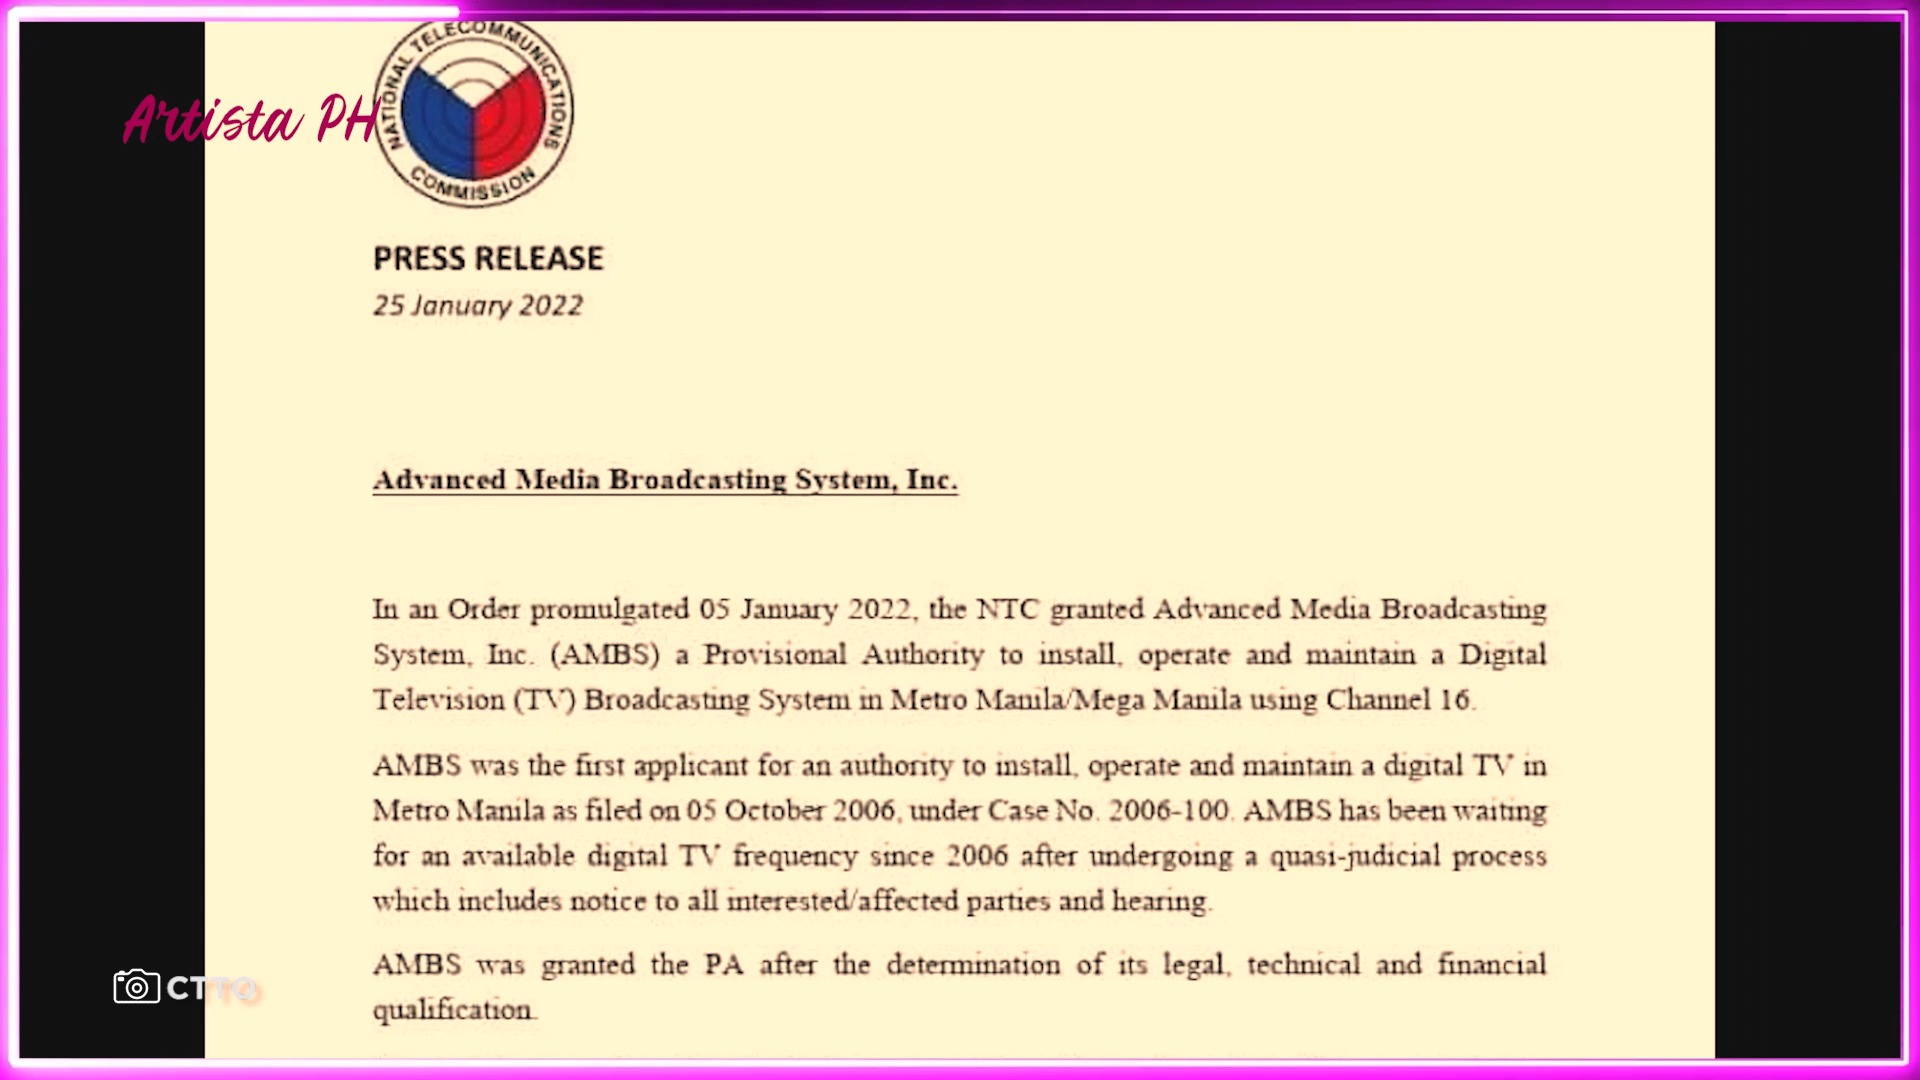 NATIONAL TELECOMMUNICATIONS
COMMISSION
Artista PH
PRESS RELEASE
25 January 2022
Advanced Media Broadcasting System, Inc.
In an Order promulgated 05 January 2022, the NTC granted Advanced Media Broadcasting
System, Inc. (AMBS) a Provisional Authority to install, operate and maintain a Digital
Television (TV) Broadcasting System in Metro Manila/Mega Manila using Channel 16.
AMBS was the first applicant for an authority to install, operate and maintain a digital TV in
Metro Manila as filed on 05 October 2006, under Case No. 2006-100. AMBS has been waiting
for an available digital TV frequency since 2006 after undergoing a quasi-judicial process
which includes notice to all interested/affected parties and hearing.
AMBS was granted the PA after the determination of its legal, technical and financial
qualification.
CTTO